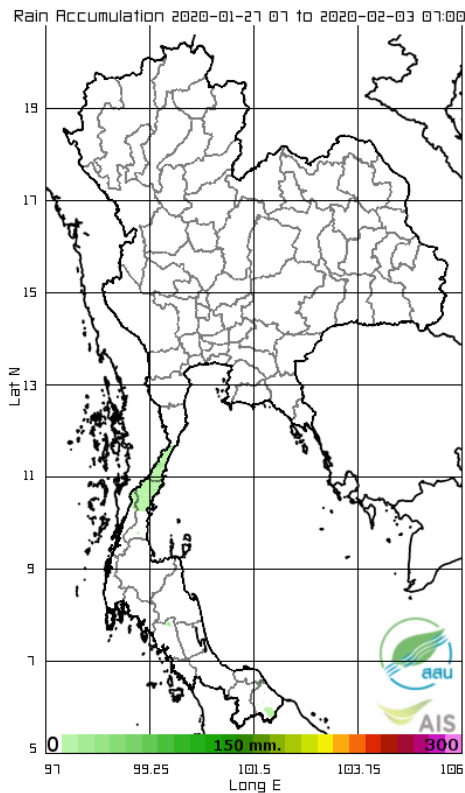 Rain Accumulation 2020-01-27 07 to 2020-02-03 07:00
19
17
15
13
Lat N
11
9
7
สสน
AIS
0 150 mm. 300
5
97 99.25 101.5 103.75 106
Long E